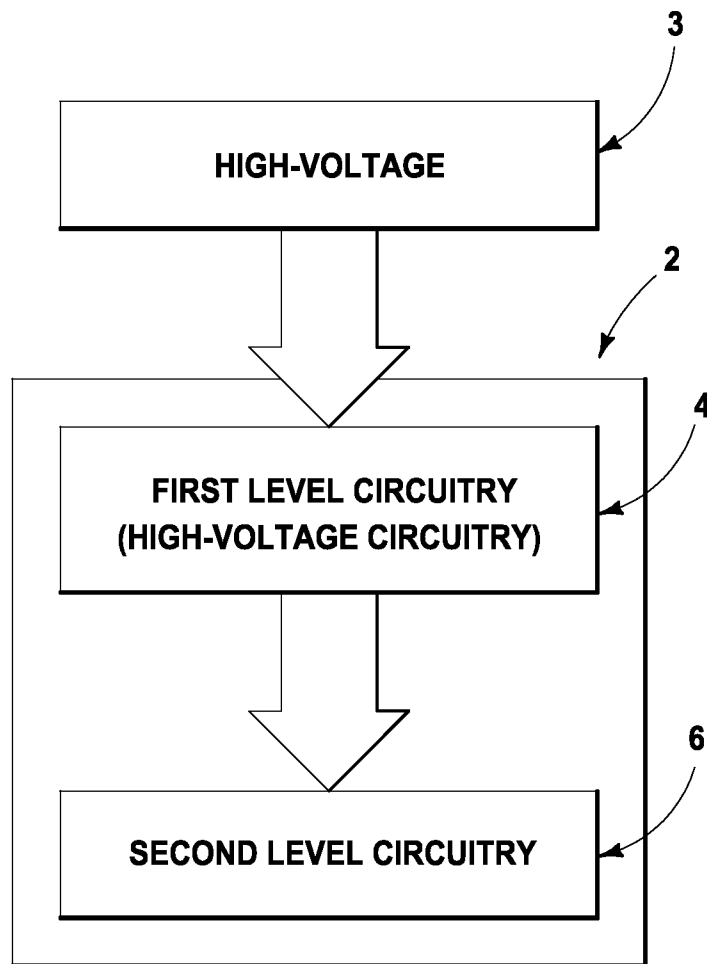 3
HIGH-VOLTAGE
2
4
FIRST LEVEL CIRCUITRY
(HIGH-VOLTAGE CIRCUITRY)
6
SECOND LEVEL CIRCUITRY